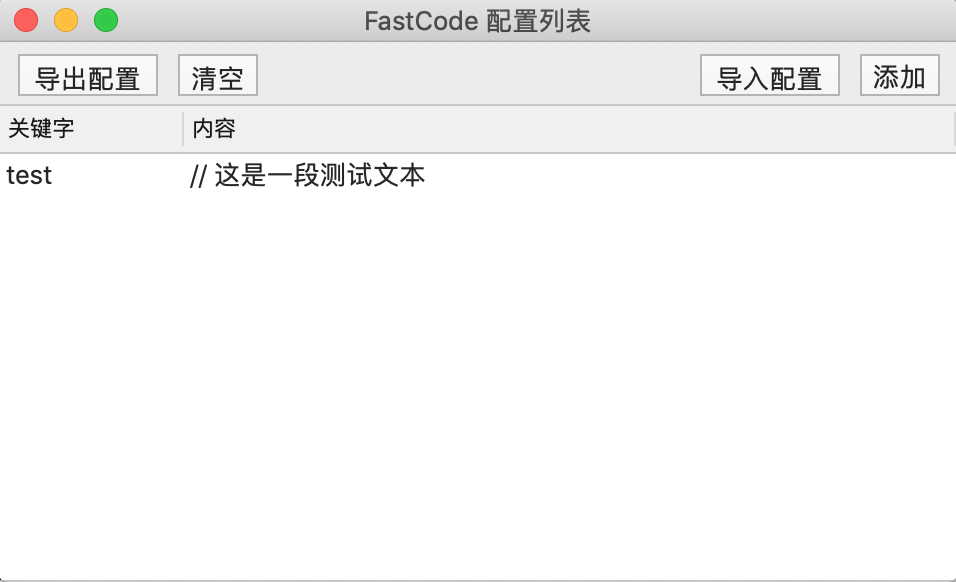 FastCode 配置列表
导出配置 清空 导入配置 添加
关键字 内容
test // 这是一段测试文本